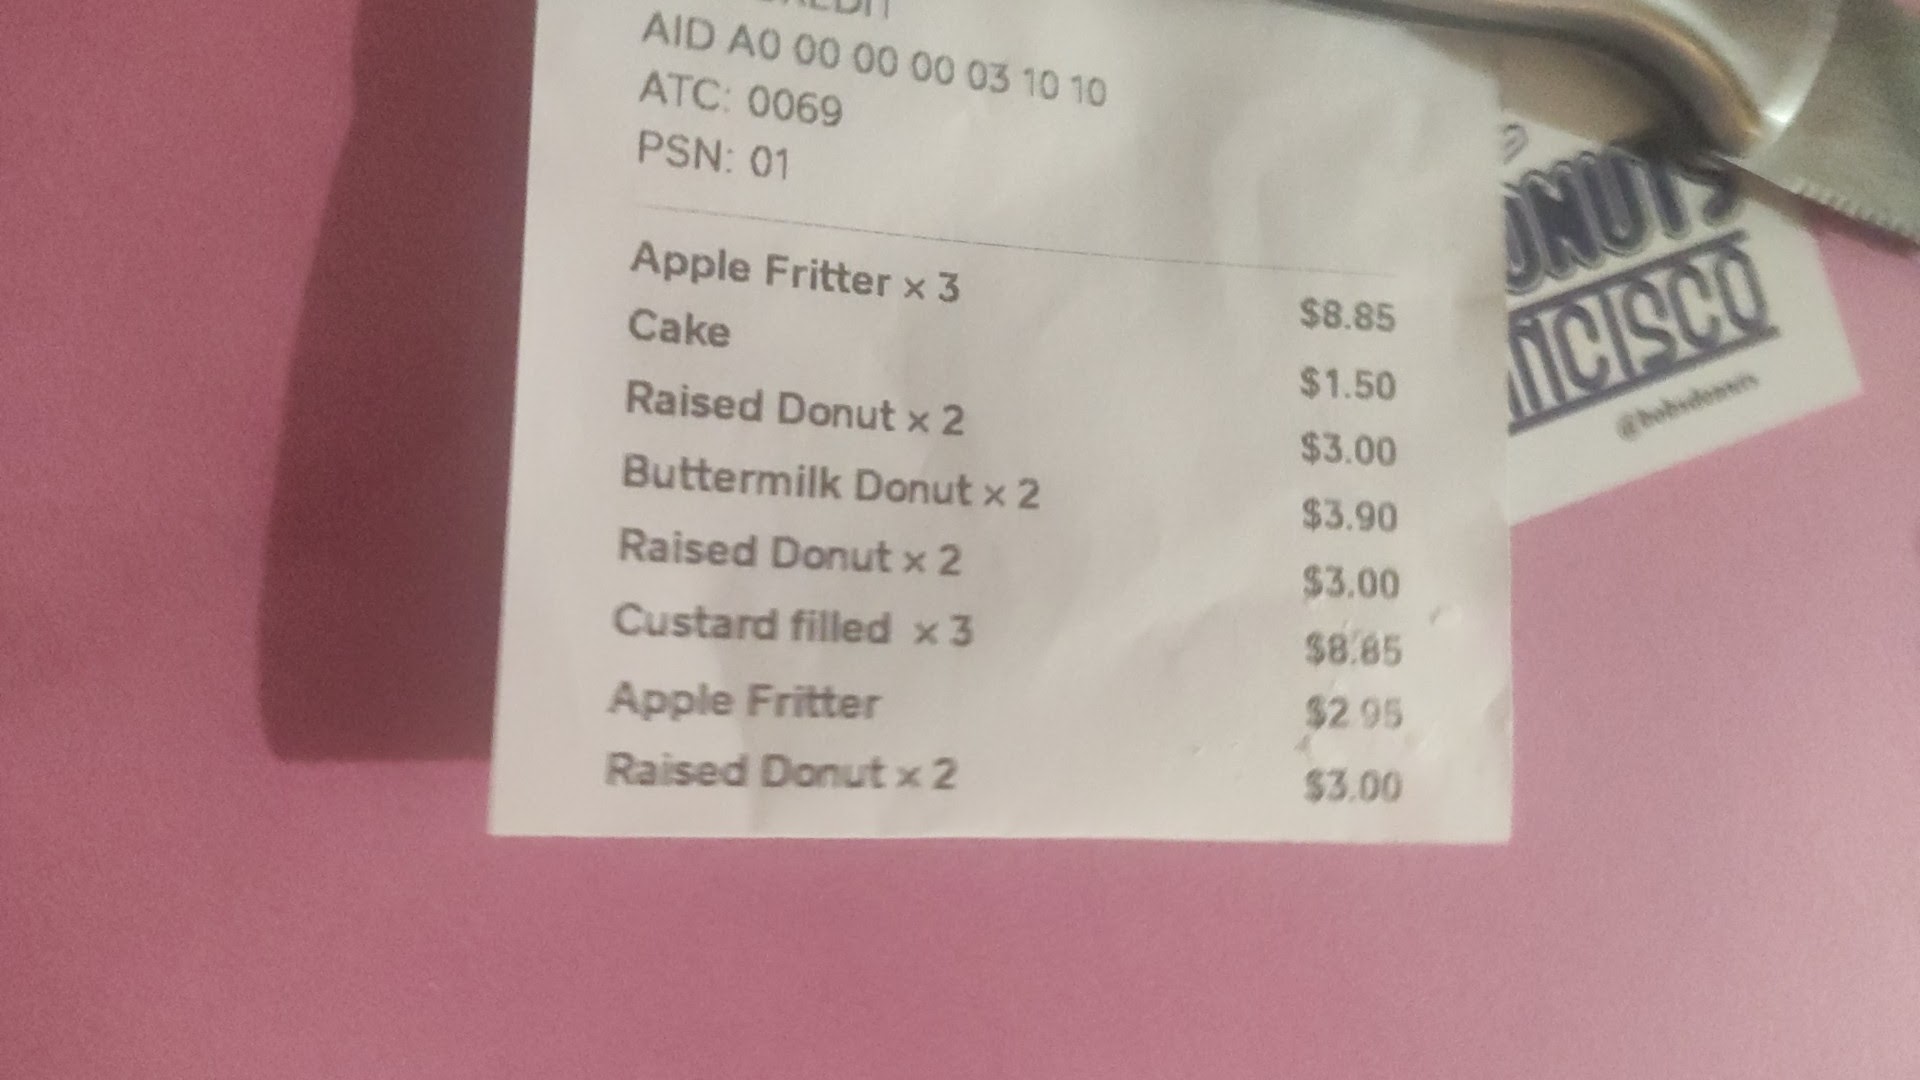 AID A0 00 00 00 03 10 10
ATC: 0069
PSN: 01
Apple Fritter x 3 $8.85
Cake $1.50
Raised Donut x 2 $3.00
Buttermilk Donut x 2 $3.90
Raised Donut x 2 $3.00
Custard filled x 3 $8.85
Apple Fritter $2.95
Raised Donut x 2 $3.00
ONUTS
NCISCO
@bobsdonuts